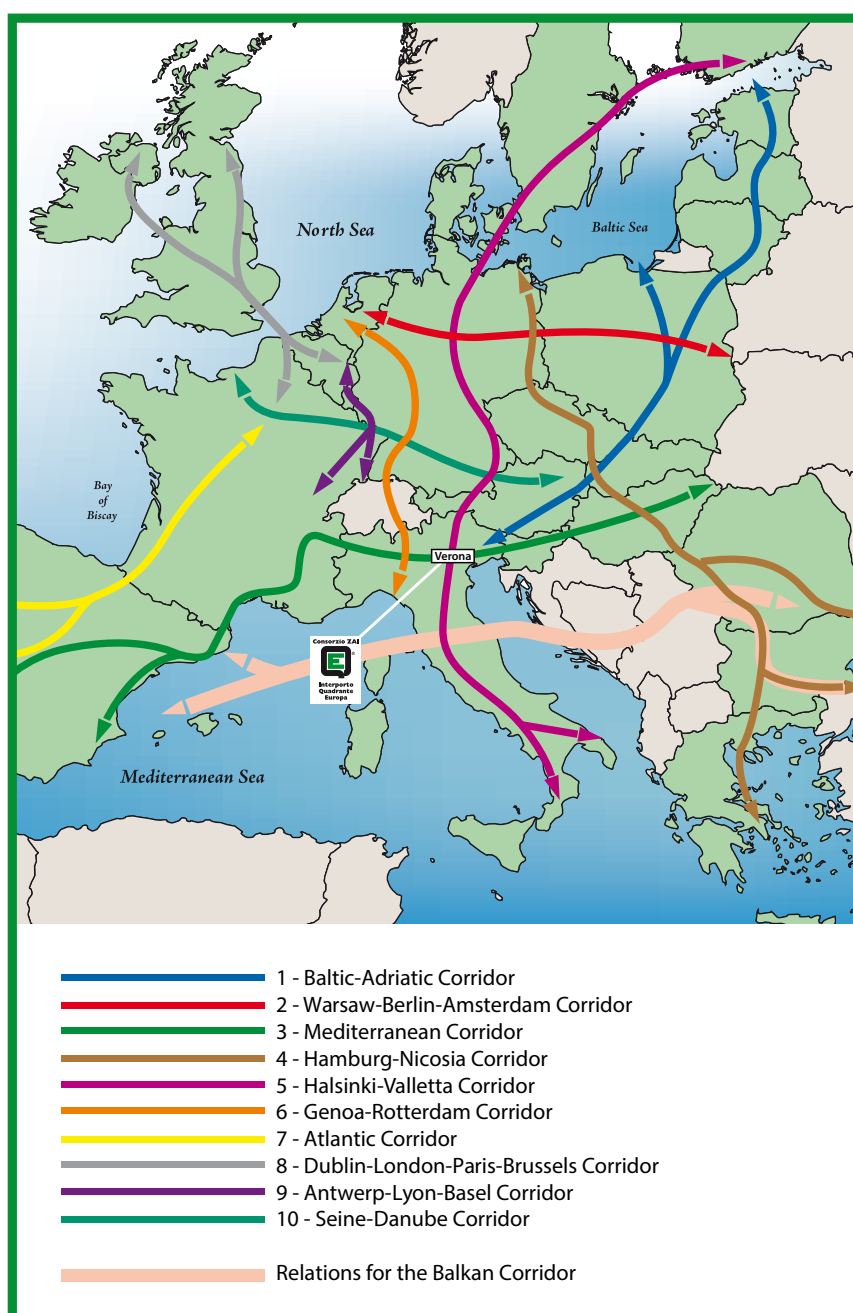 North Sea
Baltic Sea
Bay
of
Biscay
Verona
Consorzio ZAI
QE
®
Interporto
Quadrante
Europa
Mediterranean Sea
1 - Baltic-Adriatic Corridor
2 - Warsaw-Berlin-Amsterdam Corridor
3 - Mediterranean Corridor
4 - Hamburg-Nicosia Corridor
5 - Halsinki-Valletta Corridor
6 - Genoa-Rotterdam Corridor
7 - Atlantic Corridor
8 - Dublin-London-Paris-Brussels Corridor
9 - Antwerp-Lyon-Basel Corridor
10 - Seine-Danube Corridor
Relations for the Balkan Corridor